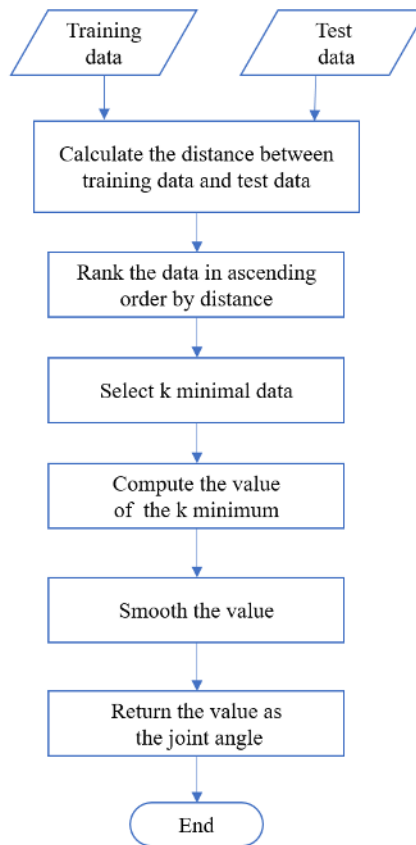 Training
data
Test
data
Calculate the distance between
training data and test data
Rank the data in ascending
order by distance
Select k minimal data
Compute the value
of the k minimum
Smooth the value
Return the value as
the joint angle
End